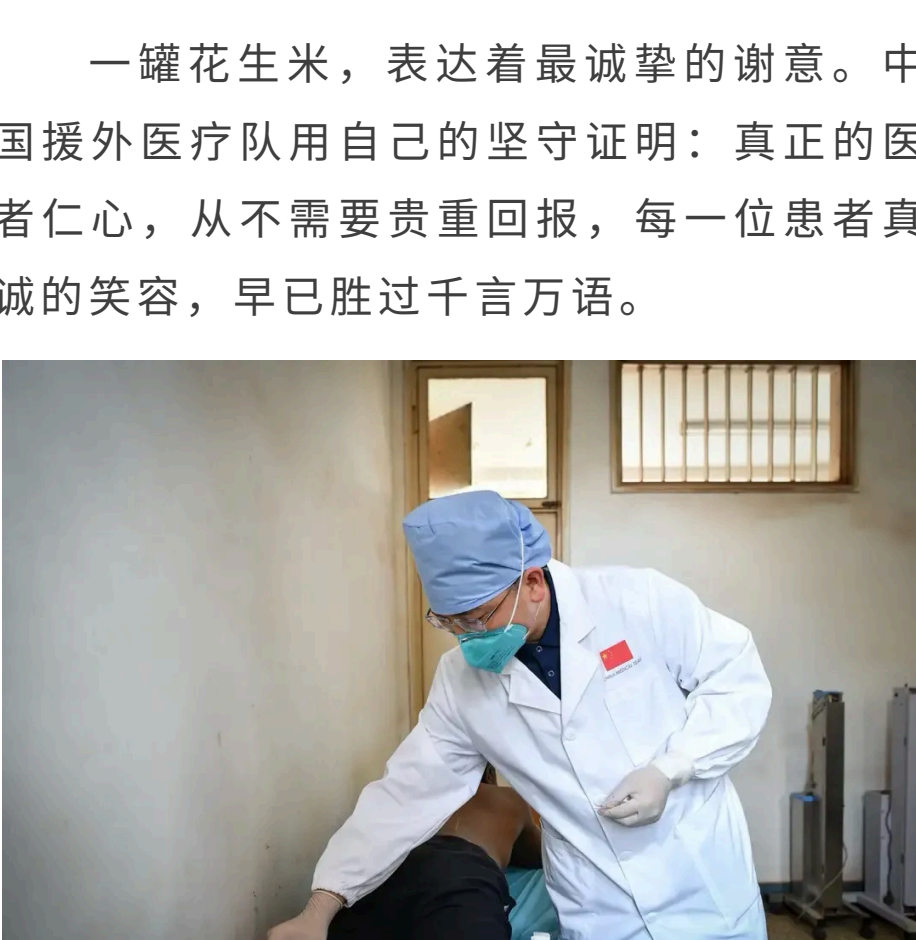 一罐花生米，表达着最诚挚的谢意。中
国援外医疗队用自己的坚守证明：真正的医
者仁心，从不需要贵重回报，每一位患者真
诚的笑容，早已胜过千言万语。
CHINA MEDICAL TEAM